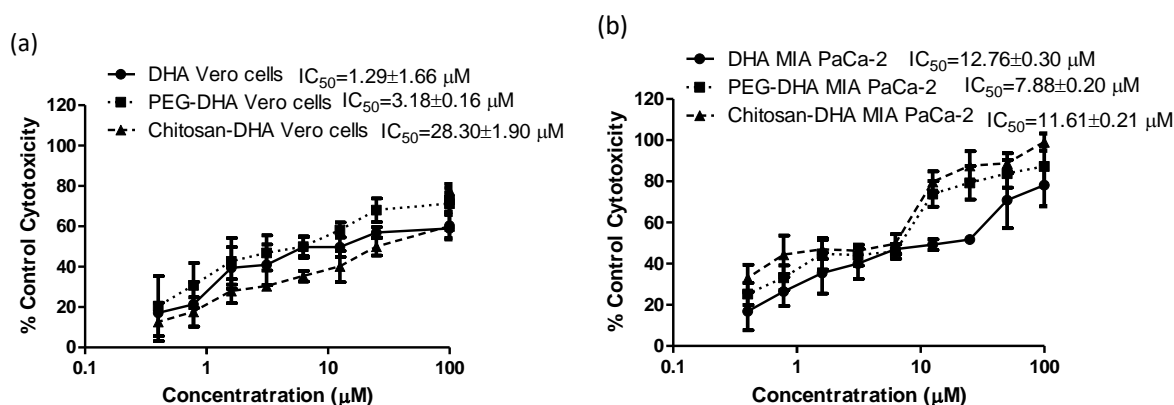 (a)
DHA Vero cells IC50=1.29±1.66 µM
PEG-DHA Vero cells IC50=3.18±0.16 µM
Chitosan-DHA Vero cells IC50=28.30±1.90 µM
120
100
80
60
40
20
0
% Control Cytotoxicity
0.1 1 10 100
Concentratration (µM)
(b)
DHA MIA PaCa-2 IC50=12.76±0.30 µM
PEG-DHA MIA PaCa-2 IC50=7.88±0.20 µM
Chitosan-DHA MIA PaCa-2 IC50=11.61±0.21 µM
120
100
80
60
40
20
0
% Control Cytotoxicity
0.1 1 10 100
Concentratration (µM)